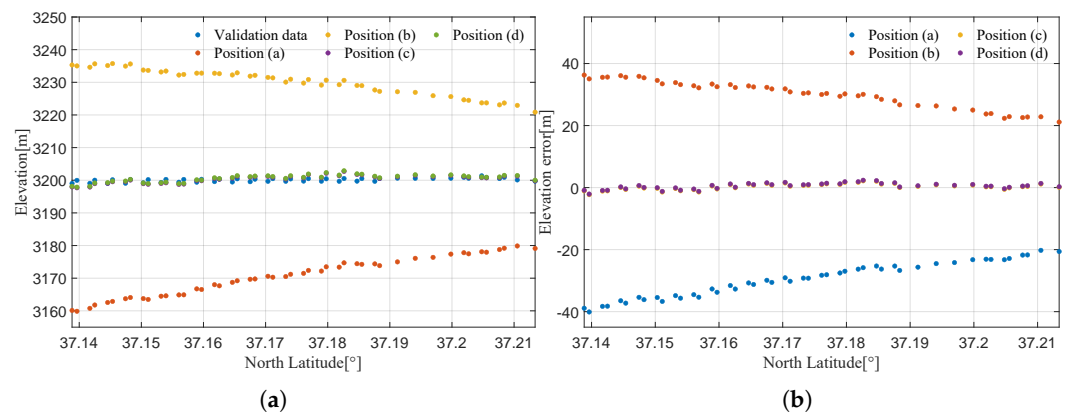 Validation data
Position (a)
Position (b)
Position (c)
Position (d)
3250
3240
3230
3220
3210
3200
3190
3180
3170
3160
Elevation[m]
37.14 37.15 37.16 37.17 37.18 37.19 37.2 37.21
North Latitude[°]
(a)
Position (a)
Position (b)
Position (c)
Position (d)
40
20
0
-20
-40
Elevation error[m]
37.14 37.15 37.16 37.17 37.18 37.19 37.2 37.21
North Latitude[°]
(b)